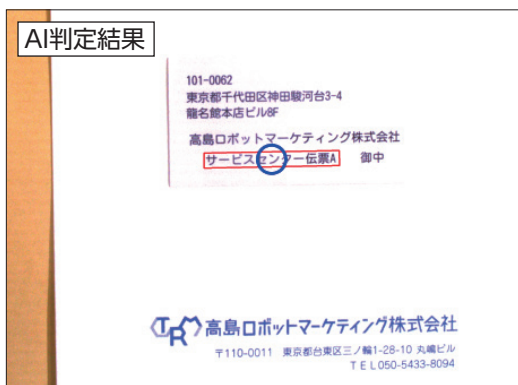 AI判定結果
101-0062
東京都千代田区神田駿河台3-4
龍名館本店ビル8F
高島ロボットマーケティング株式会社
サービスセンター伝票A 御中
TRM 高島ロボットマーケティング株式会社
〒110-0011 東京都台東区三ノ輪1-28-10 丸嶋ビル
TEL050-5433-8094